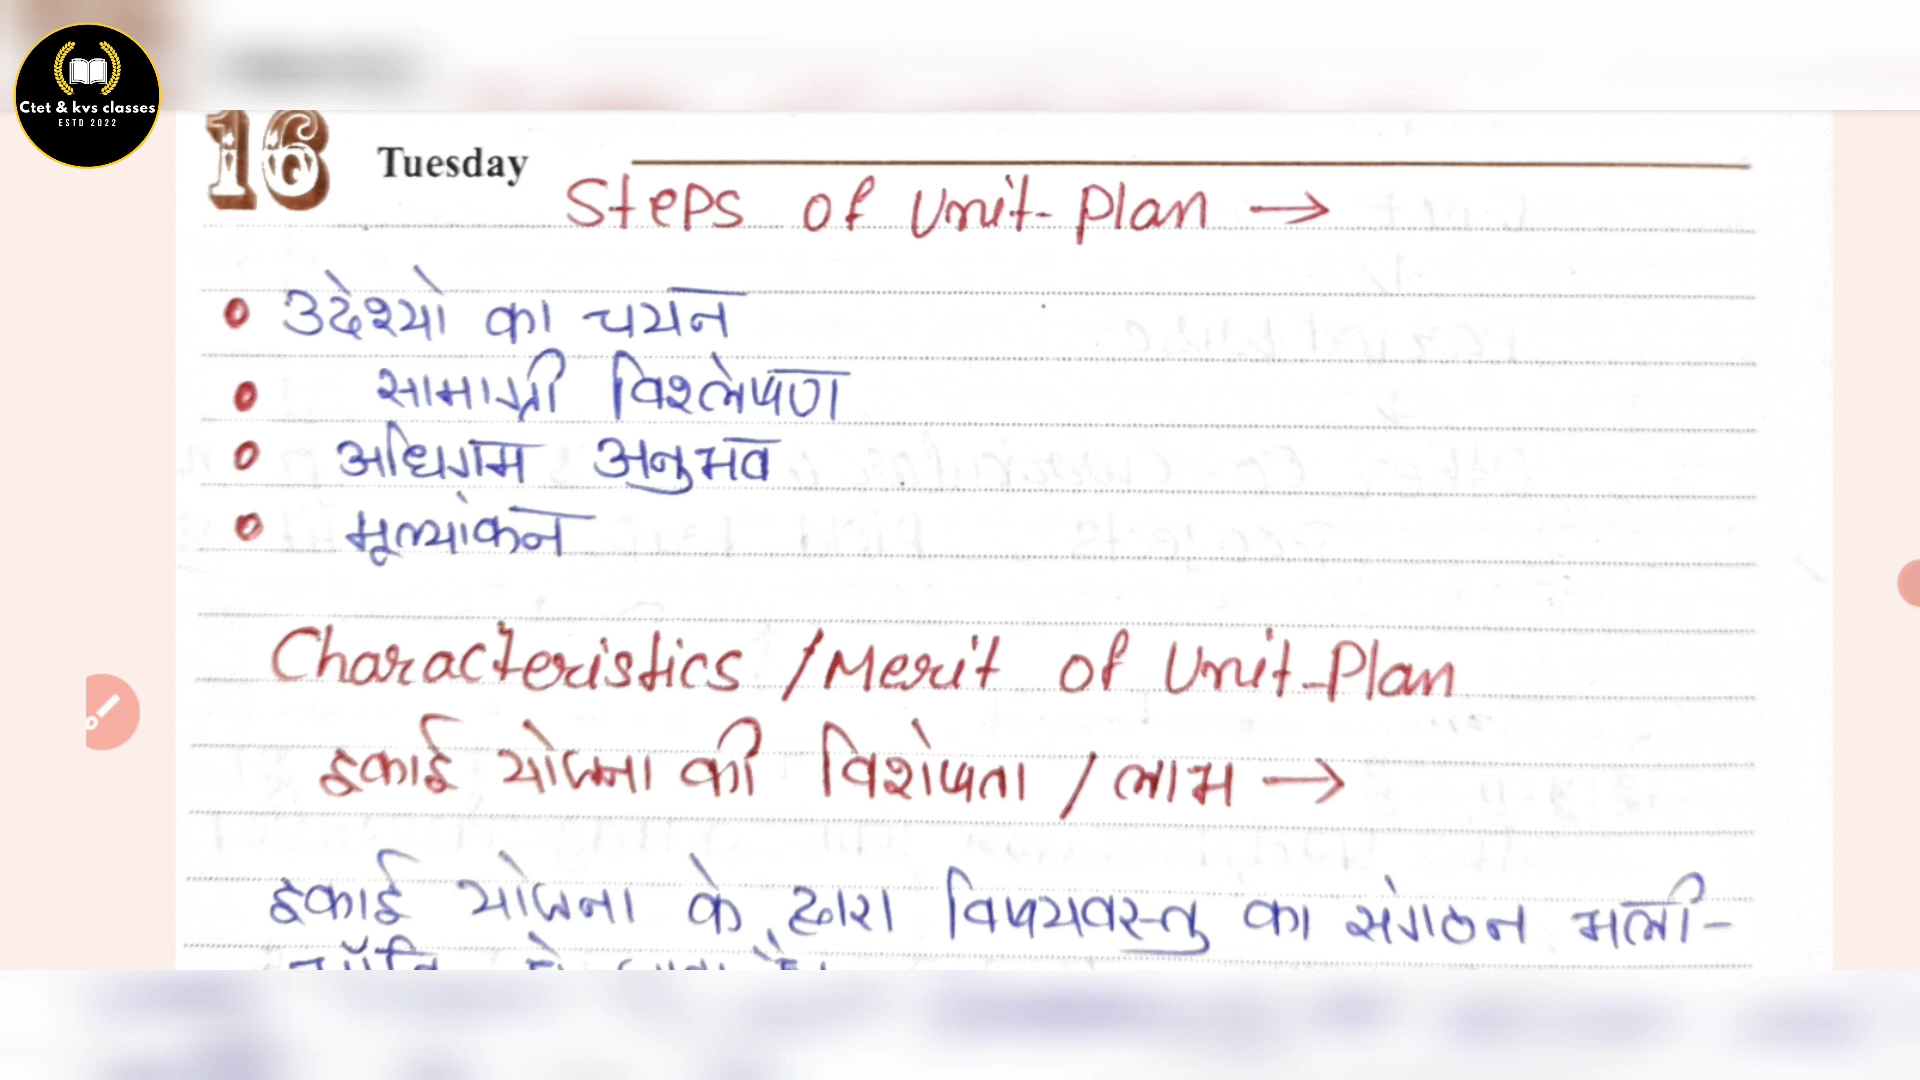 Ctet & kvs classes
ESTD 2022
16 Tuesday
Steps of Unit-Plan →
उदेश्यो का चयन
सामाग्री विश्लेषण
अधिगम अनुभव
मूल्यांकन
Characteristics / Merit of Unit-Plan
इकाई योजना की विशेषता / लाभ →
इकाई योजना के द्वारा विषयवस्तु का संगठन भली-